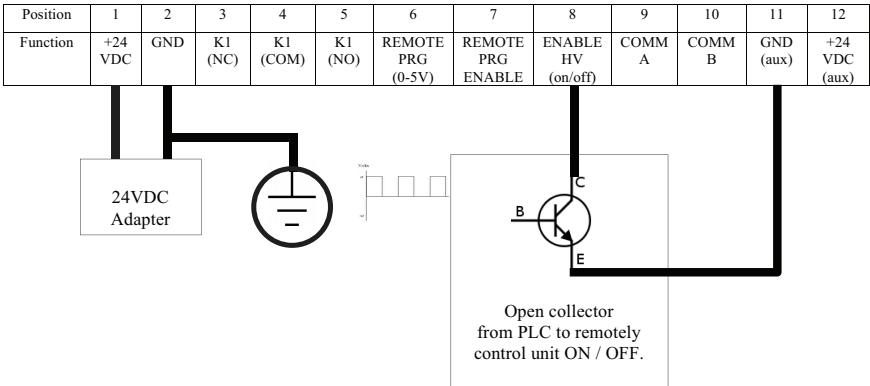 Position 1 2 3 4 5 6 7 8 9 10 11 12
Function +24 GND K1 K1 K1 REMOTE REMOTE ENABLE COMM COMM GND +24
VDC (NC) (COM) (NO) PRG PRG HV A B (aux) VDC
(0-5V) ENABLE (on/off) (aux)
24VDC
Adapter
C
B
E
Open collector
from PLC to remotely
control unit ON / OFF.